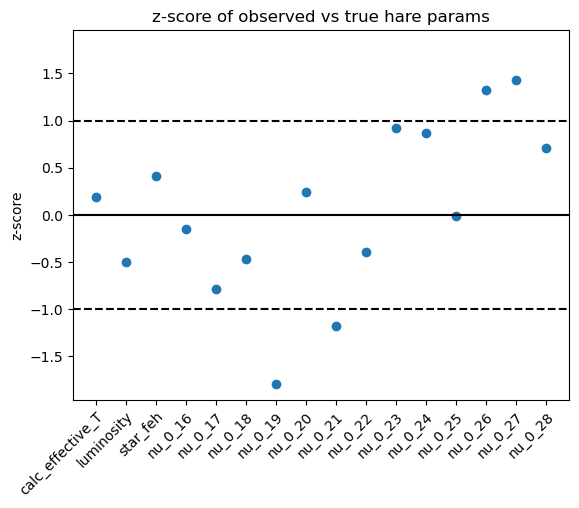 z-score of observed vs true hare params
z-score
1.5
1.0
0.5
0.0
−0.5
−1.0
−1.5
calc_effective_T
luminosity
star_feh
nu_0_16
nu_0_17
nu_0_18
nu_0_19
nu_0_20
nu_0_21
nu_0_22
nu_0_23
nu_0_24
nu_0_25
nu_0_26
nu_0_27
nu_0_28